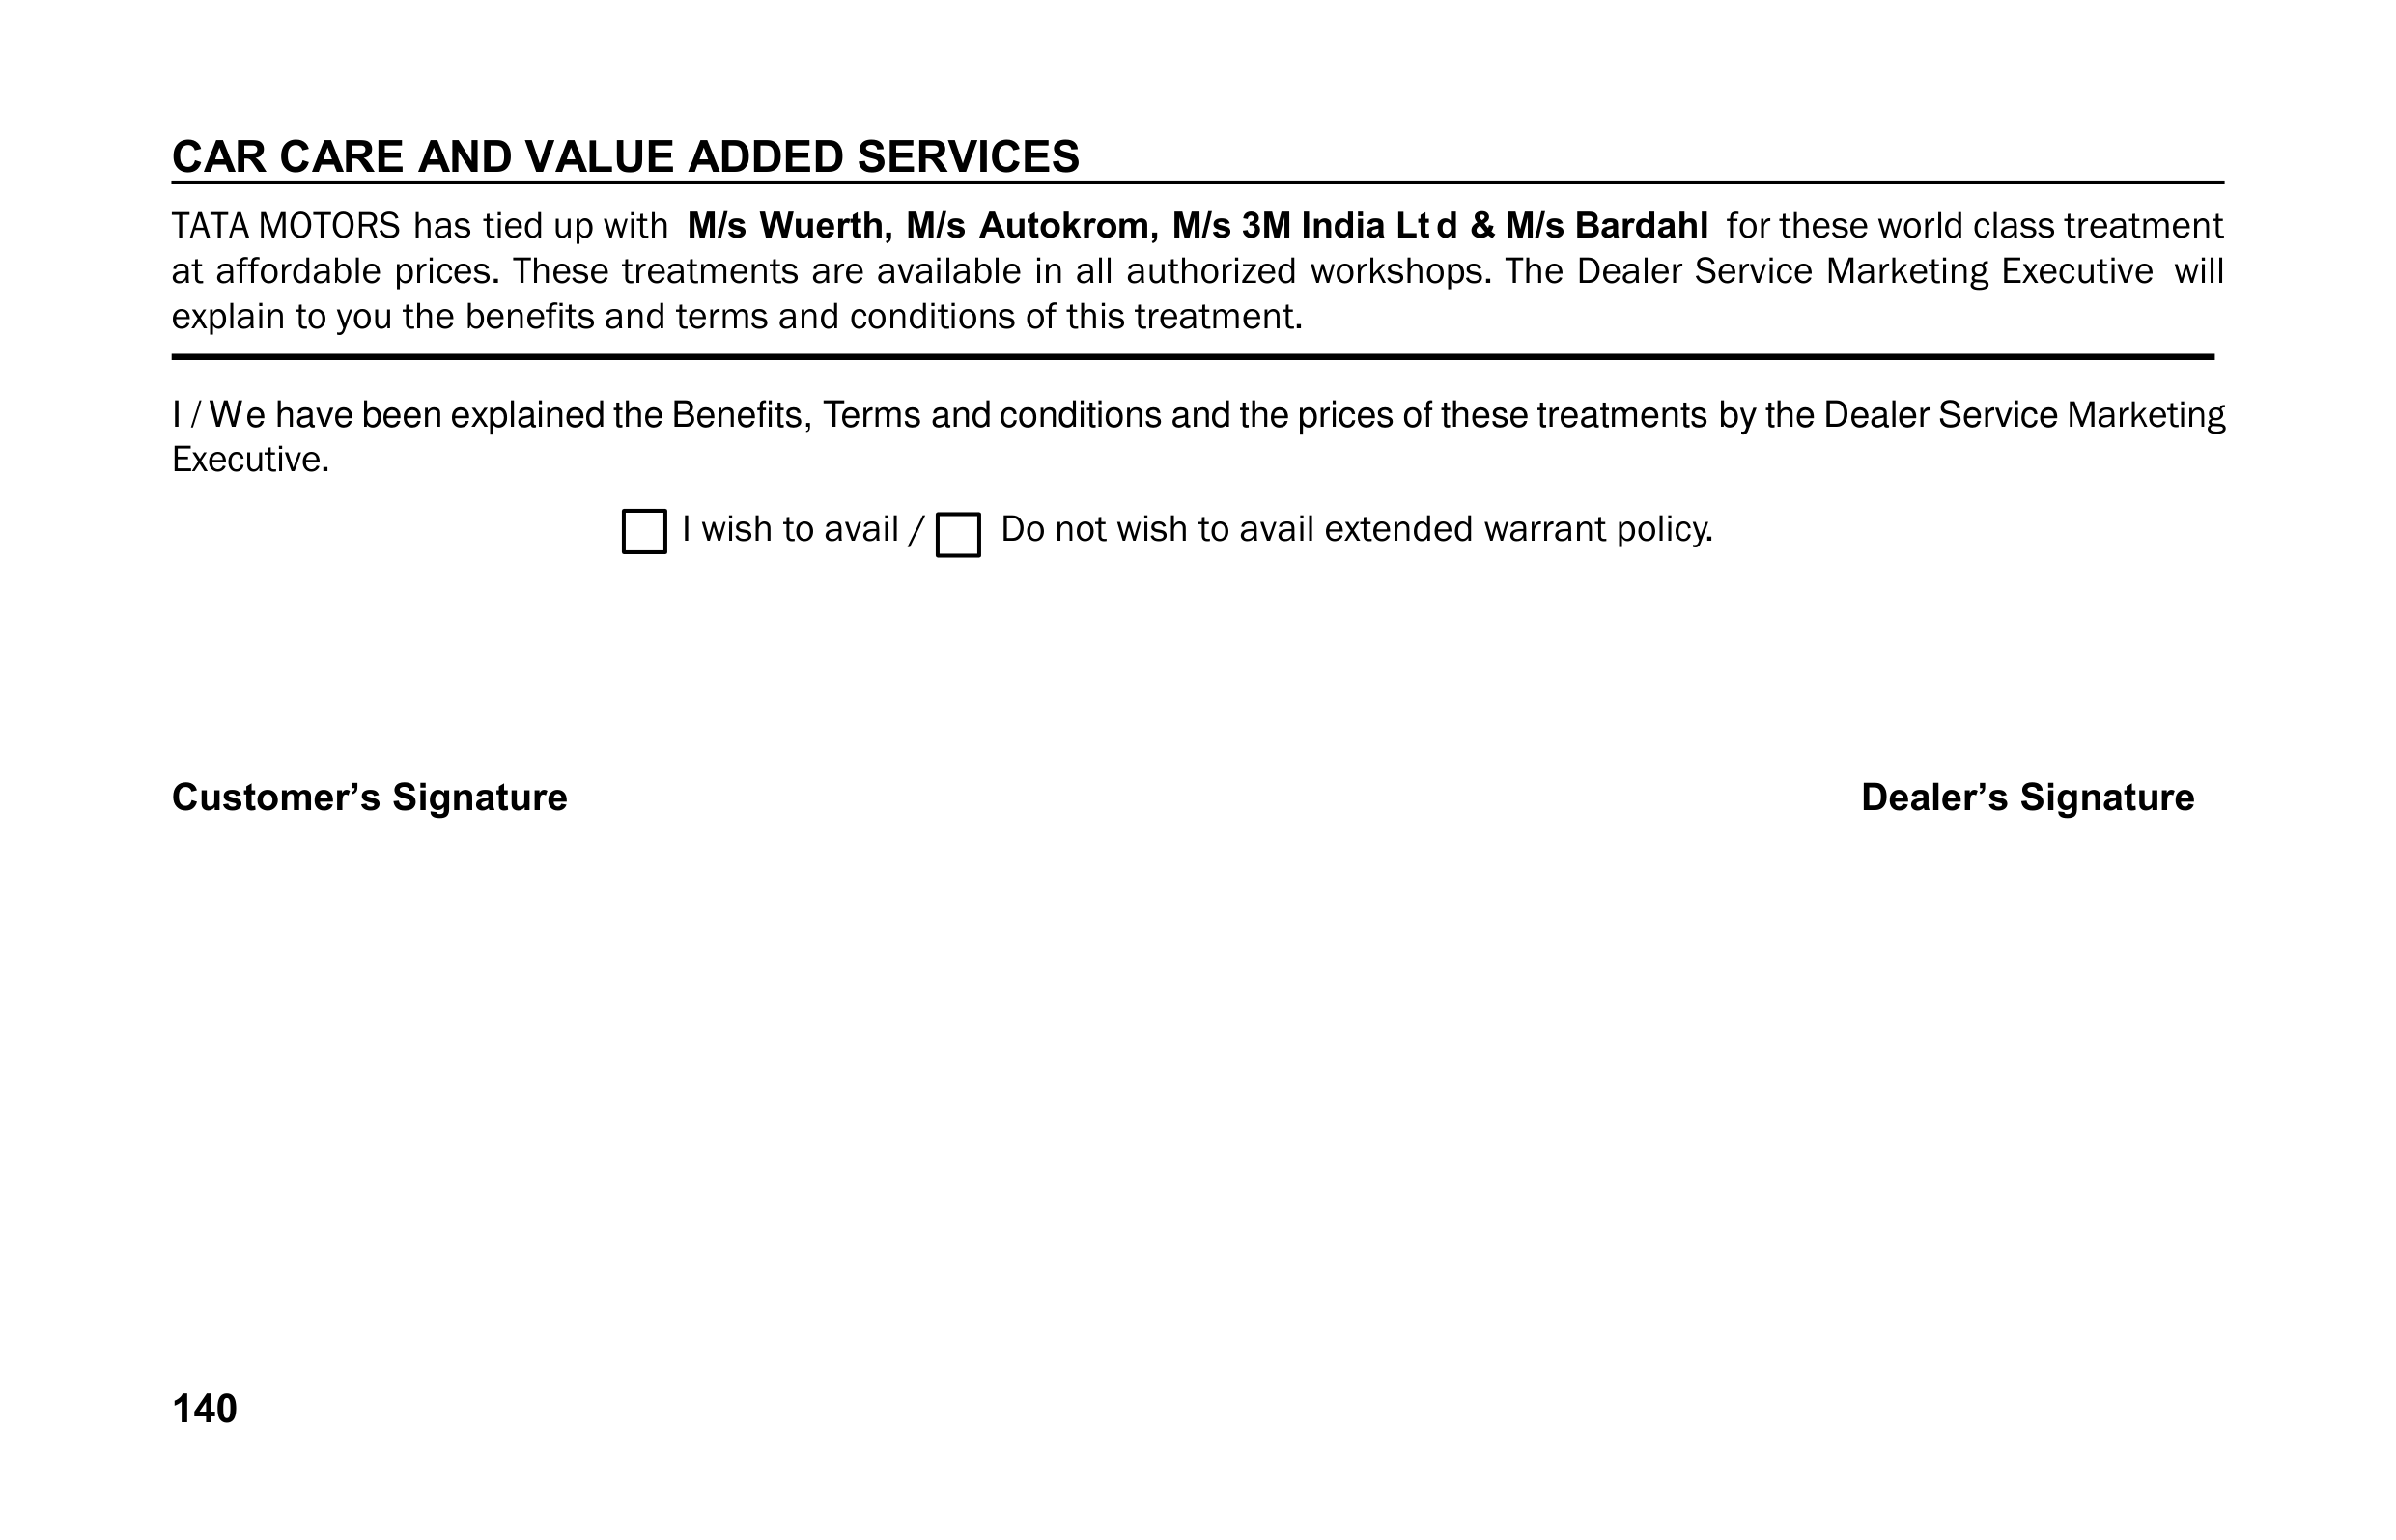 CAR CARE AND VALUE ADDED SERVICES
TATA MOTORS has tied up with M/s Wuerth, M/s Autokrom, M/s 3M India Ltd & M/s Bardahl for these world class treatment
at affordable prices. These treatments are available in all authorized workshops. The Dealer Service Marketing Executive will
explain to you the benefits and terms and conditions of this treatment.
I / We have been explained the Benefits, Terms and conditions and the prices of these treatments by the Dealer Service Marketing
Executive.
I wish to avail / Do not wish to avail extended warrant policy.
Customer’s Signature Dealer’s Signature
140